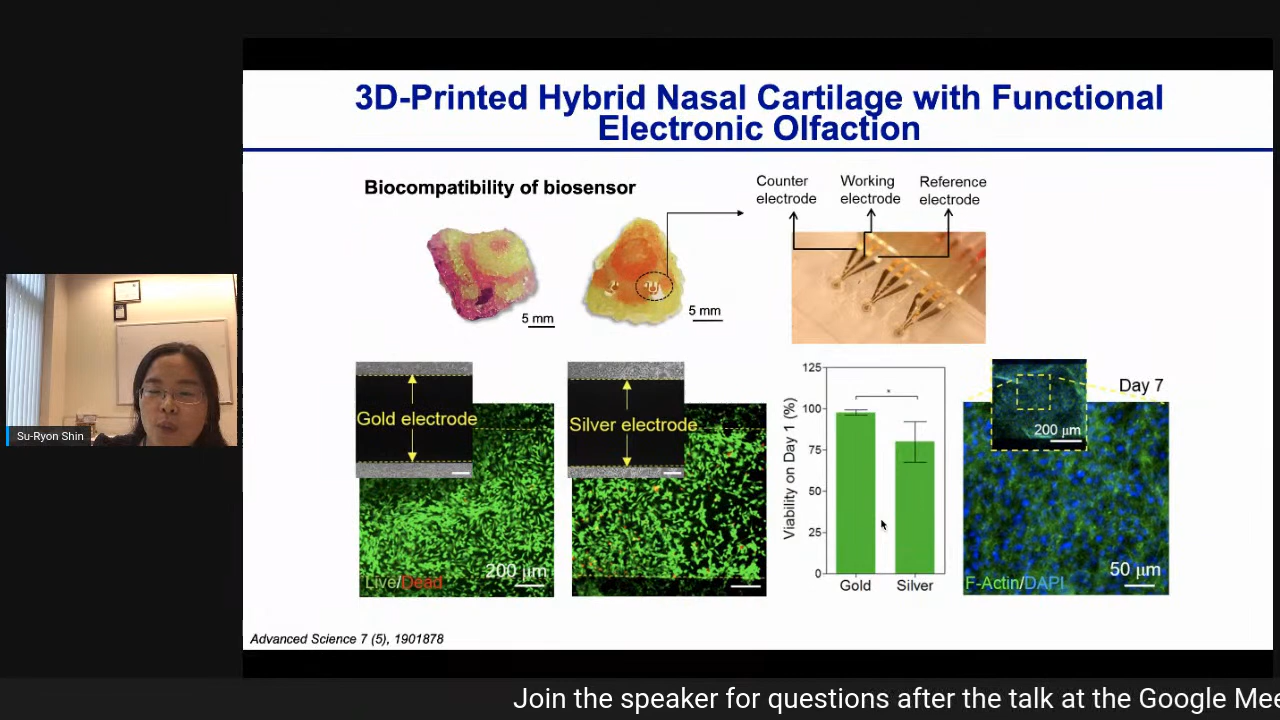 3D-Printed Hybrid Nasal Cartilage with Functional
Electronic Olfaction
Biocompatibility of biosensor
Counter
electrode
Working
electrode
Reference
electrode
5 mm
5 mm
Gold electrode
Live/Dead
200 μm
Silver electrode
Viability on Day 1 (%)
125
100
75
50
25
0
*
Gold
Silver
Day 7
200 μm
F-Actin/DAPI
50 μm
Su-Ryon Shin
Advanced Science 7 (5), 1901878
Join the speaker for questions after the talk at the Google Mee